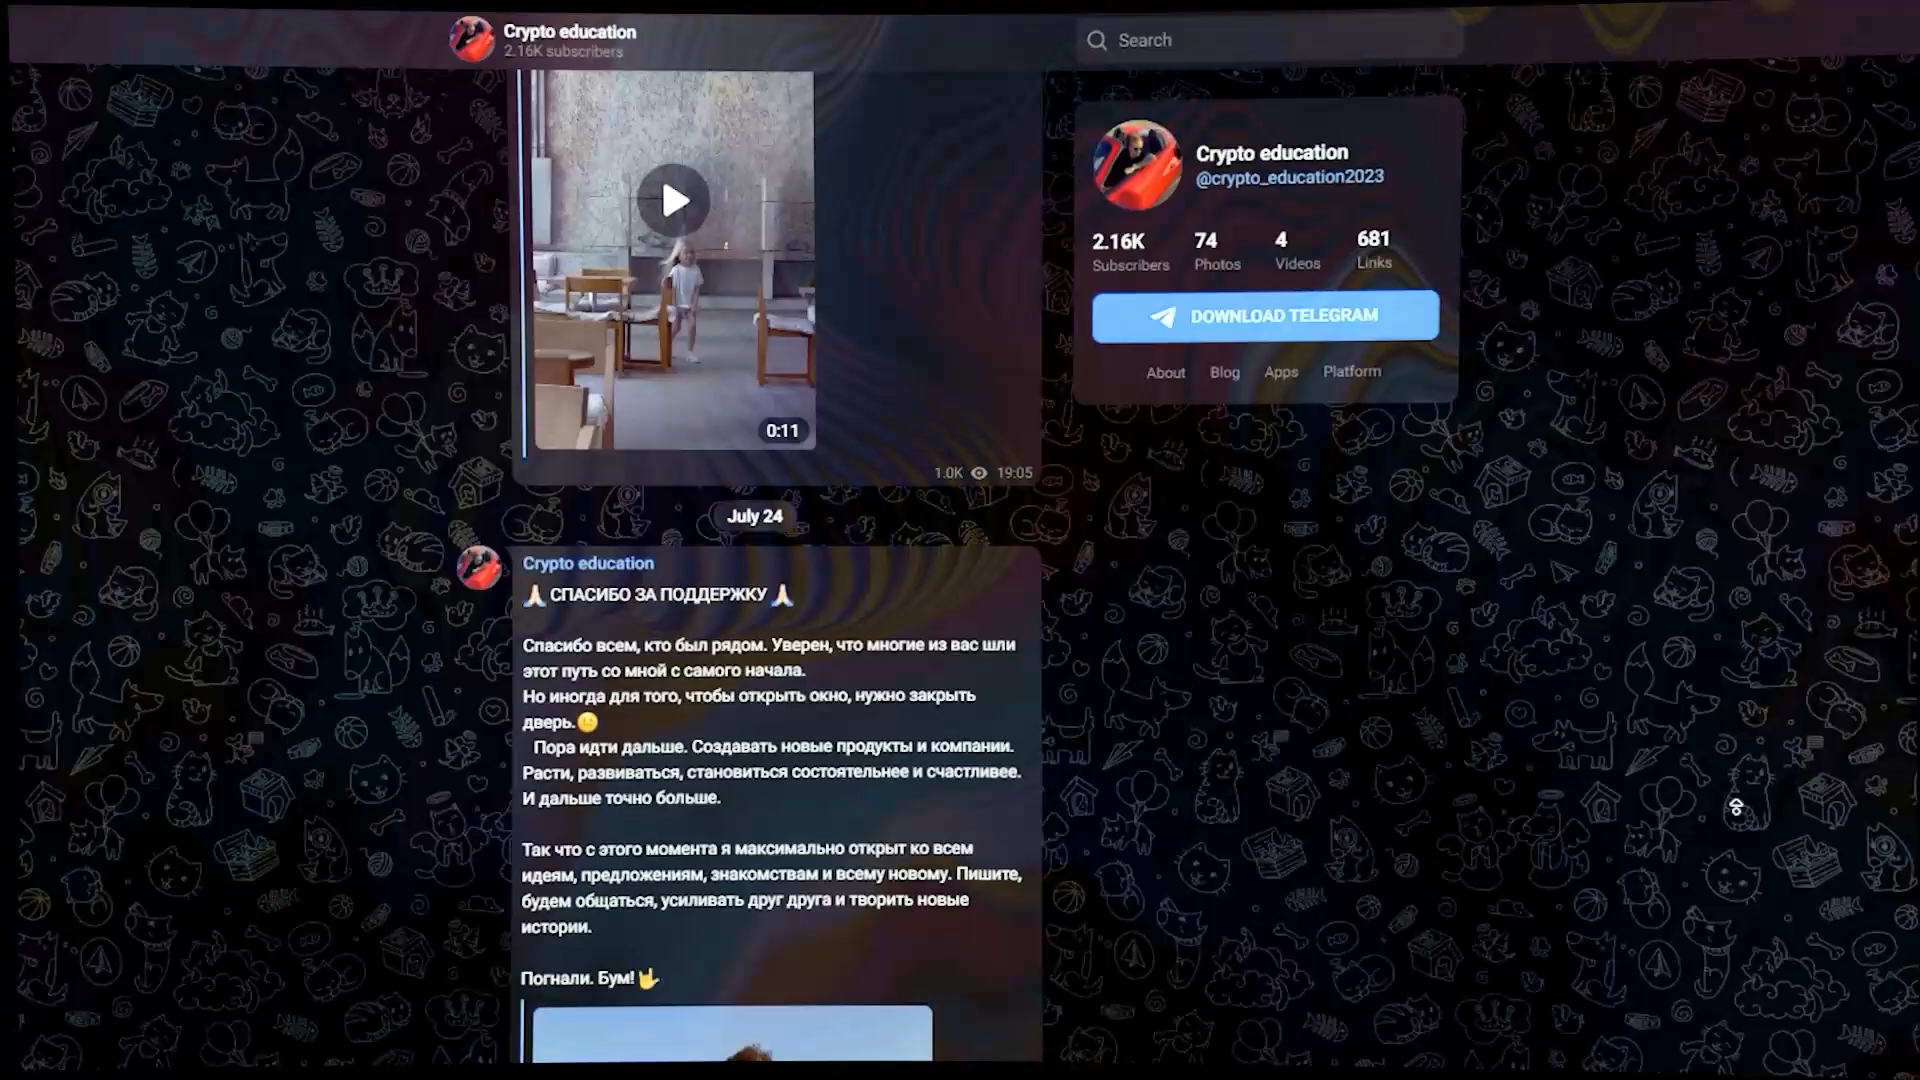 Crypto education
2.16K subscribers
Search
0:11
1.0K 19:05
Crypto education
@crypto_education2023
2.16K 74 4 681
Subscribers Photos Videos Links
DOWNLOAD TELEGRAM
About Blog Apps Platform
July 24
Crypto education
🙏 СПАСИБО ЗА ПОДДЕРЖКУ 🙏
Спасибо всем, кто был рядом. Уверен, что многие из вас шли
этот путь со мной с самого начала.
Но иногда для того, чтобы открыть окно, нужно закрыть
дверь.😐
Пора идти дальше. Создавать новые продукты и компании.
Расти, развиваться, становиться состоятельнее и счастливее.
И дальше точно больше.
Так что с этого момента я максимально открыт ко всем
идеям, предложениям, знакомствам и всему новому. Пишите,
будем общаться, усиливать друг друга и творить новые
истории.
Погнали. Бум!🤟